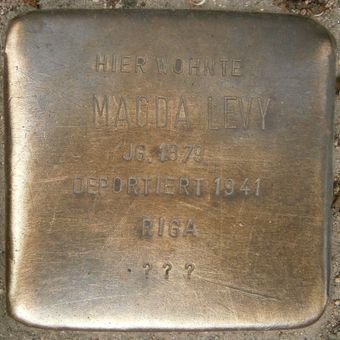 HIER WOHNTE
MAGDA LEVY
JG. 1879
DEPORTIERT 1941
RIGA
? ? ?